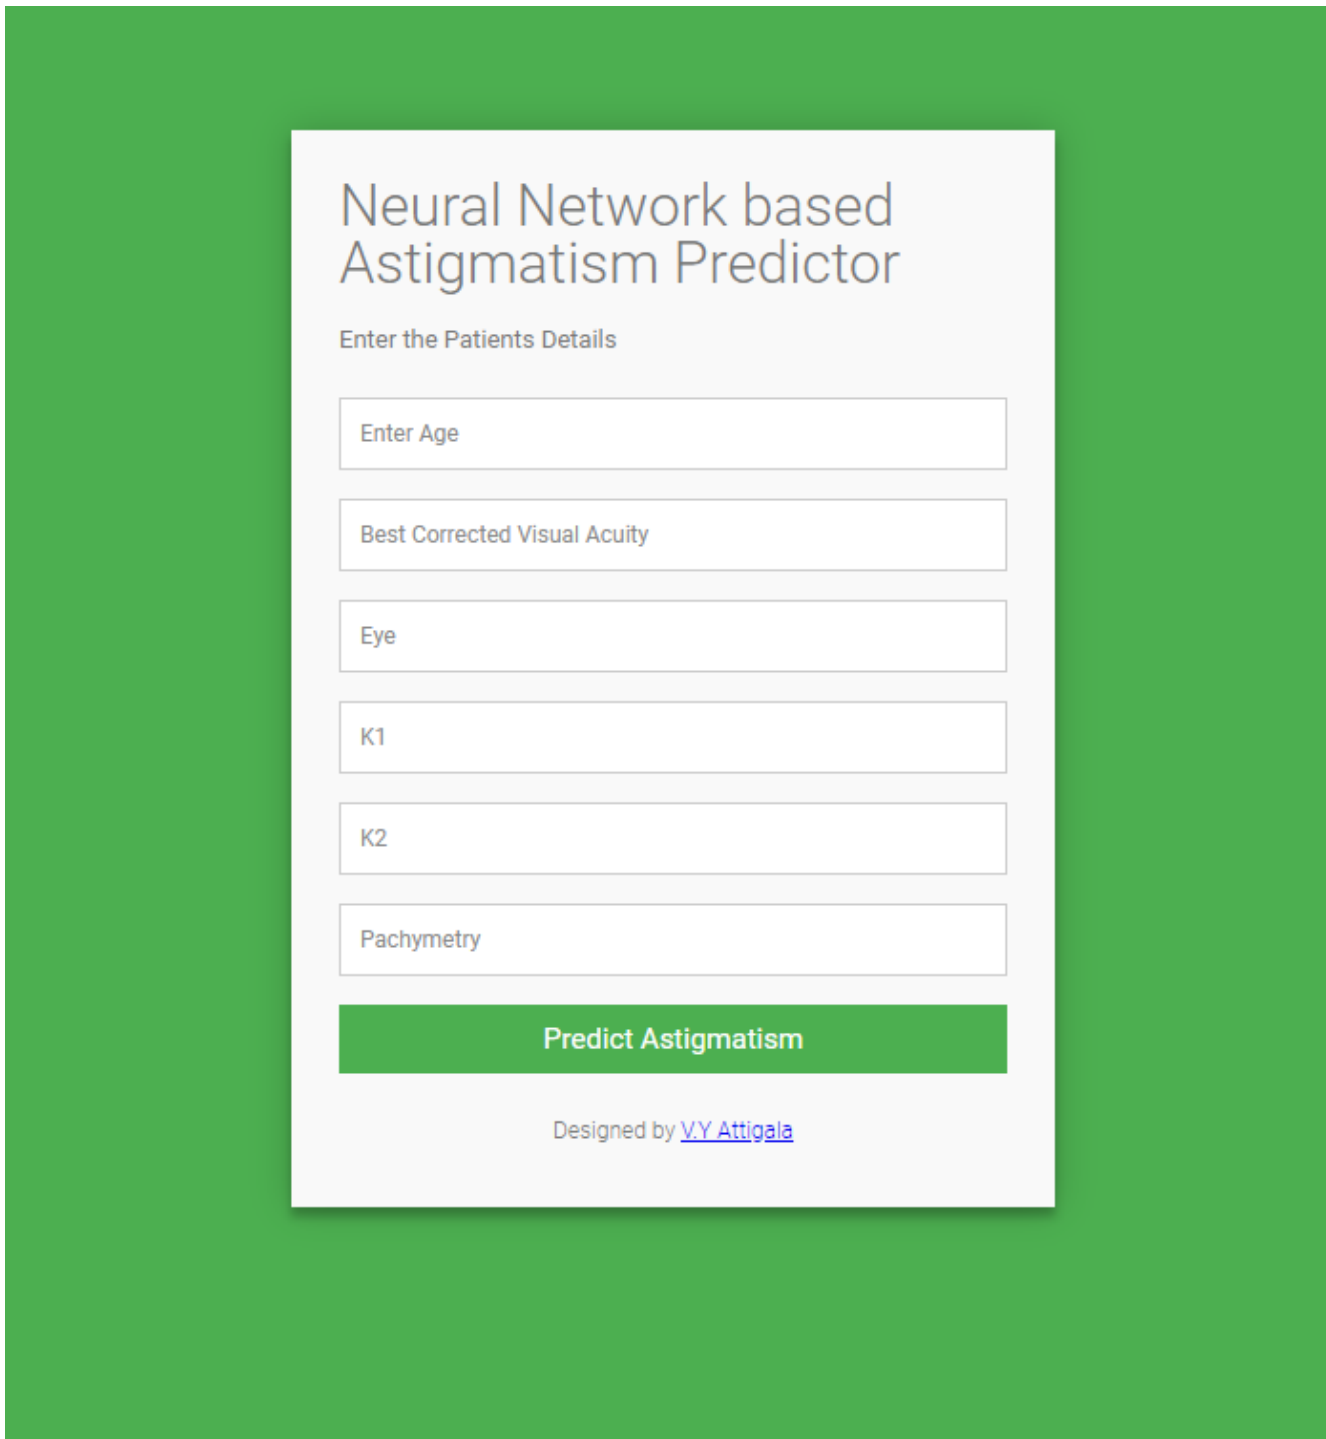 Neural Network based
Astigmatism Predictor
Enter the Patients Details
Enter Age
Best Corrected Visual Acuity
Eye
K1
K2
Pachymetry
Predict Astigmatism
Designed by V.Y Attigala